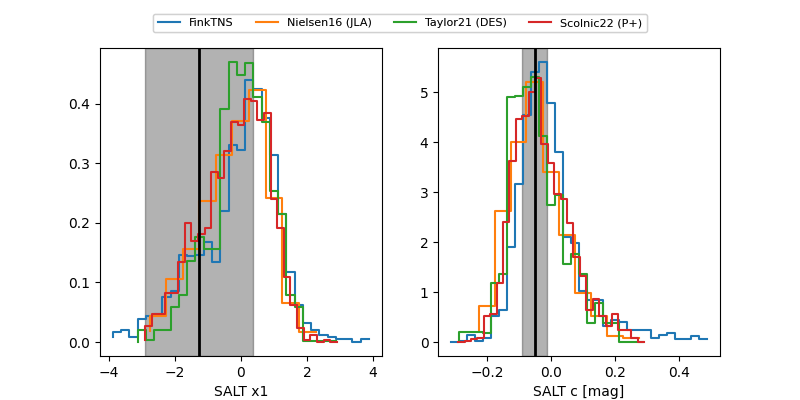 FinkTNS Nielsen16 (JLA) Taylor21 (DES) Scolnic22 (P+)
0.4
0.3
0.2
0.1
0.0
−4 −2 0 2 4
SALT x1
5
4
3
2
1
0
−0.2 0.0 0.2 0.4
SALT c [mag]